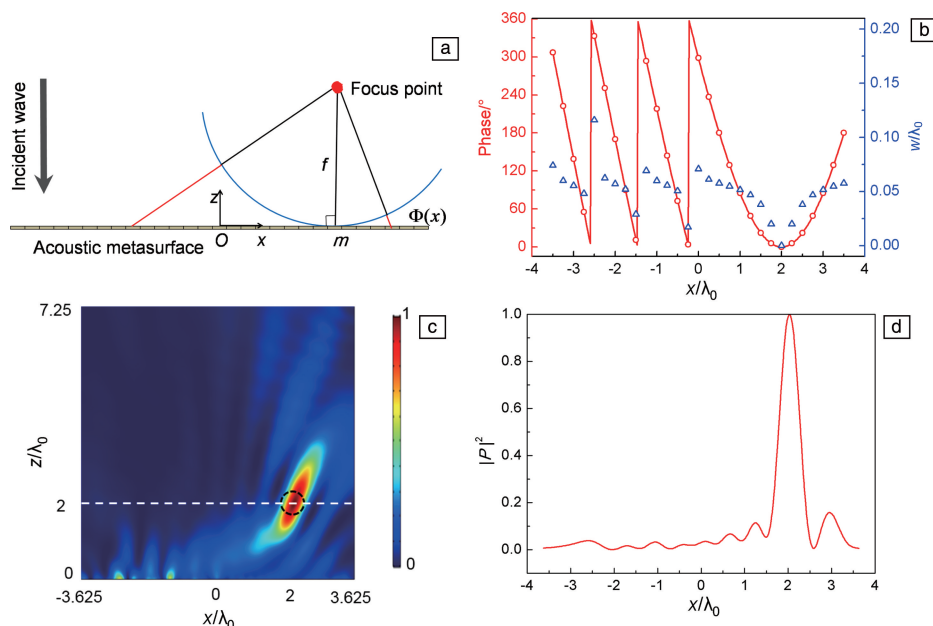 a
Incident wave
Focus point
f
z
Φ(x)
O
x
m
Acoustic metasurface
b
360
300
240
180
120
60
0
Phase/°
0.20
0.15
0.10
0.05
0.00
w/λ₀
-4 -3 -2 -1 0 1 2 3 4
x/λ₀
c
7.25
z/λ₀
2
0
-3.625 0 2 3.625
x/λ₀
1
0
d
1.0
0.8
0.6
0.4
0.2
0.0
|P|²
-4 -3 -2 -1 0 1 2 3 4
x/λ₀